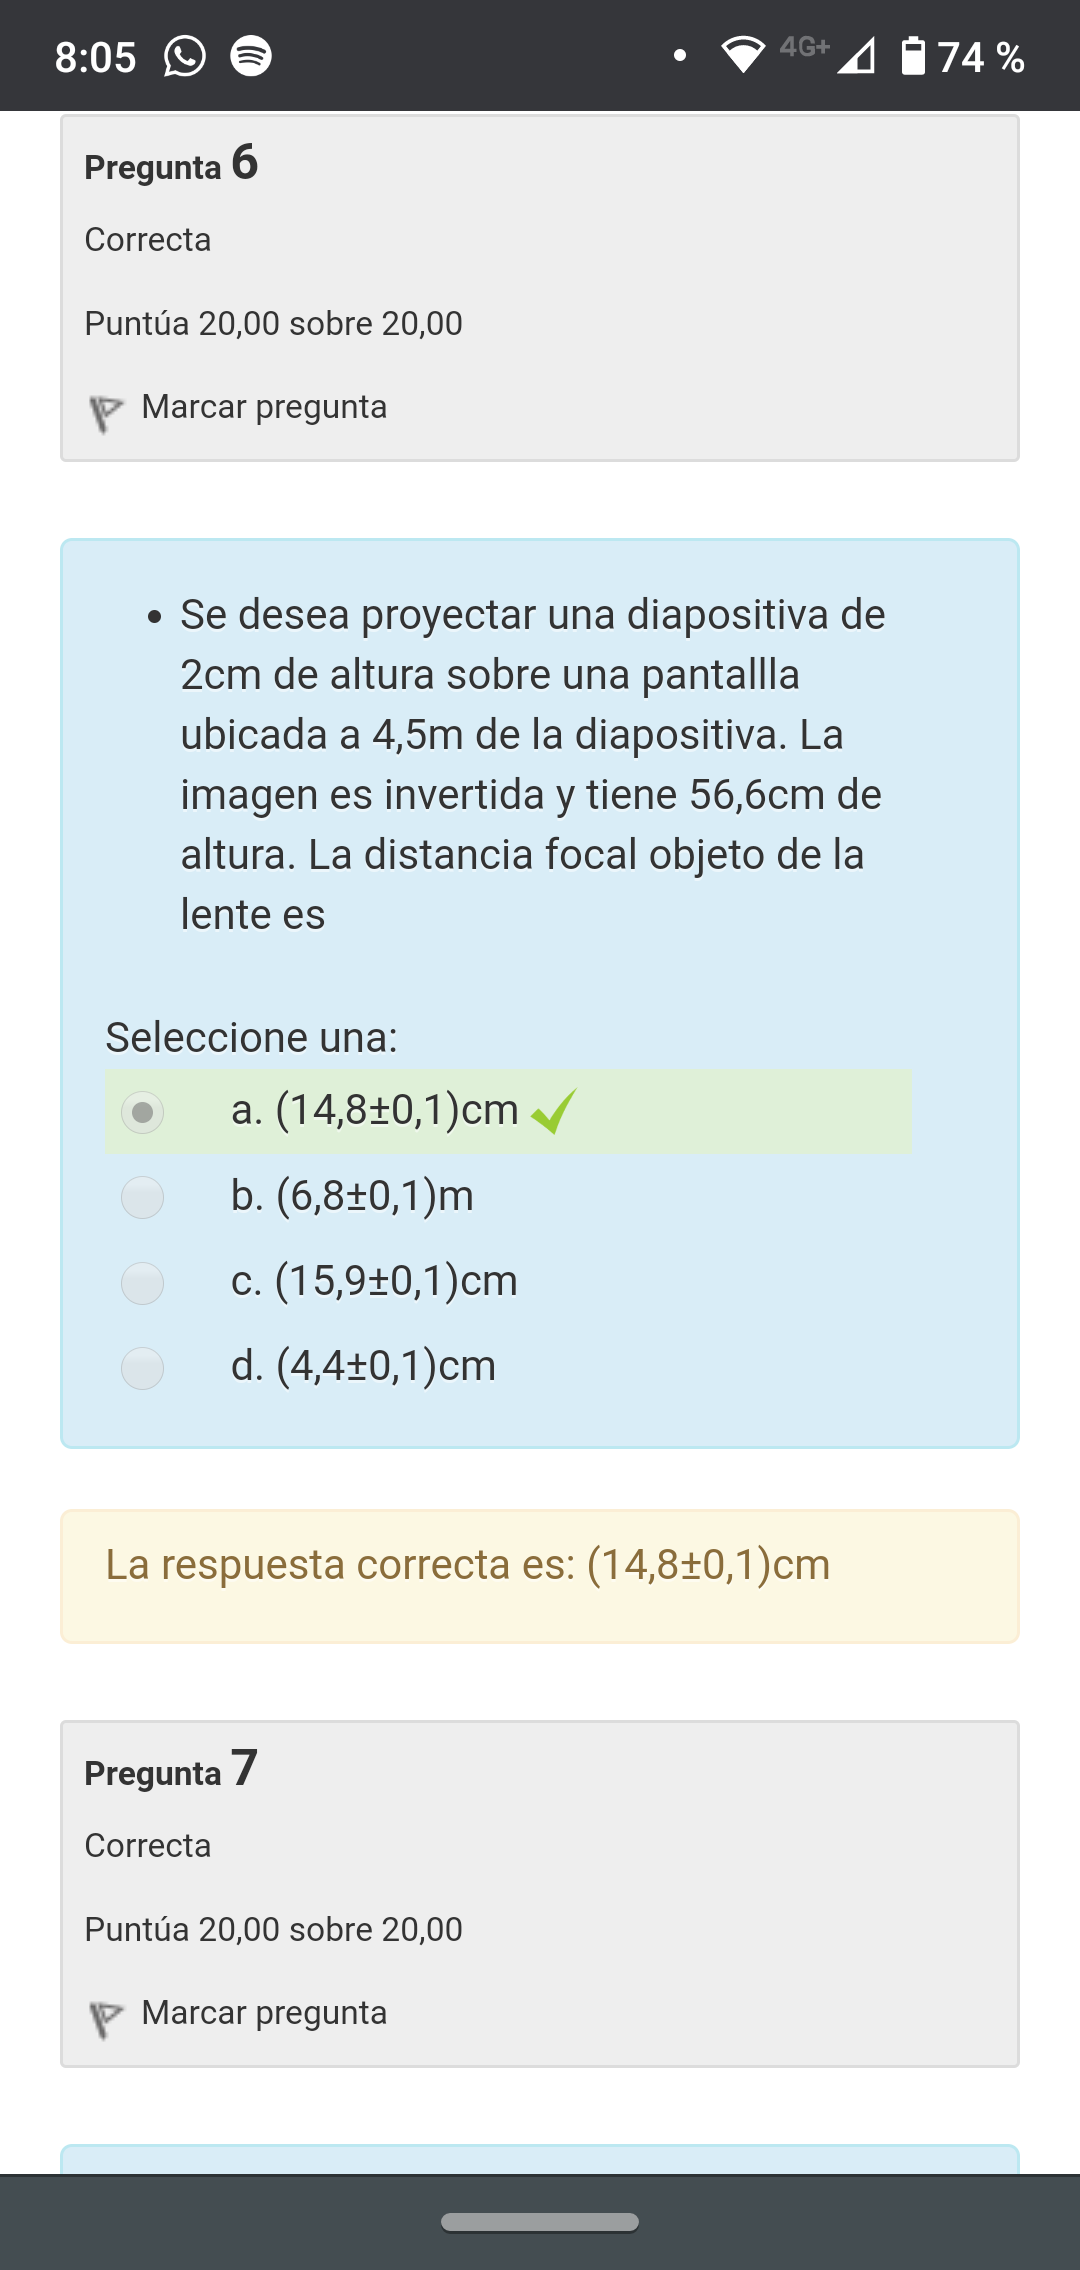 8:05
4G+
74 %
Pregunta 6
Correcta
Puntúa 20,00 sobre 20,00
Marcar pregunta
• Se desea proyectar una diapositiva de
2cm de altura sobre una pantallla
ubicada a 4,5m de la diapositiva. La
imagen es invertida y tiene 56,6cm de
altura. La distancia focal objeto de la
lente es
Seleccione una:
a. (14,8±0,1)cm
b. (6,8±0,1)m
c. (15,9±0,1)cm
d. (4,4±0,1)cm
La respuesta correcta es: (14,8±0,1)cm
Pregunta 7
Correcta
Puntúa 20,00 sobre 20,00
Marcar pregunta